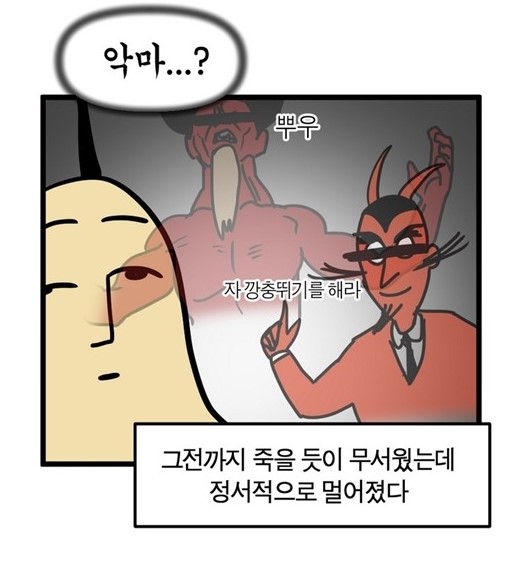 악마...?
뿌우
자 깡충뛰기를 해라
그전까지 죽을 듯이 무서웠는데
정서적으로 멀어졌다